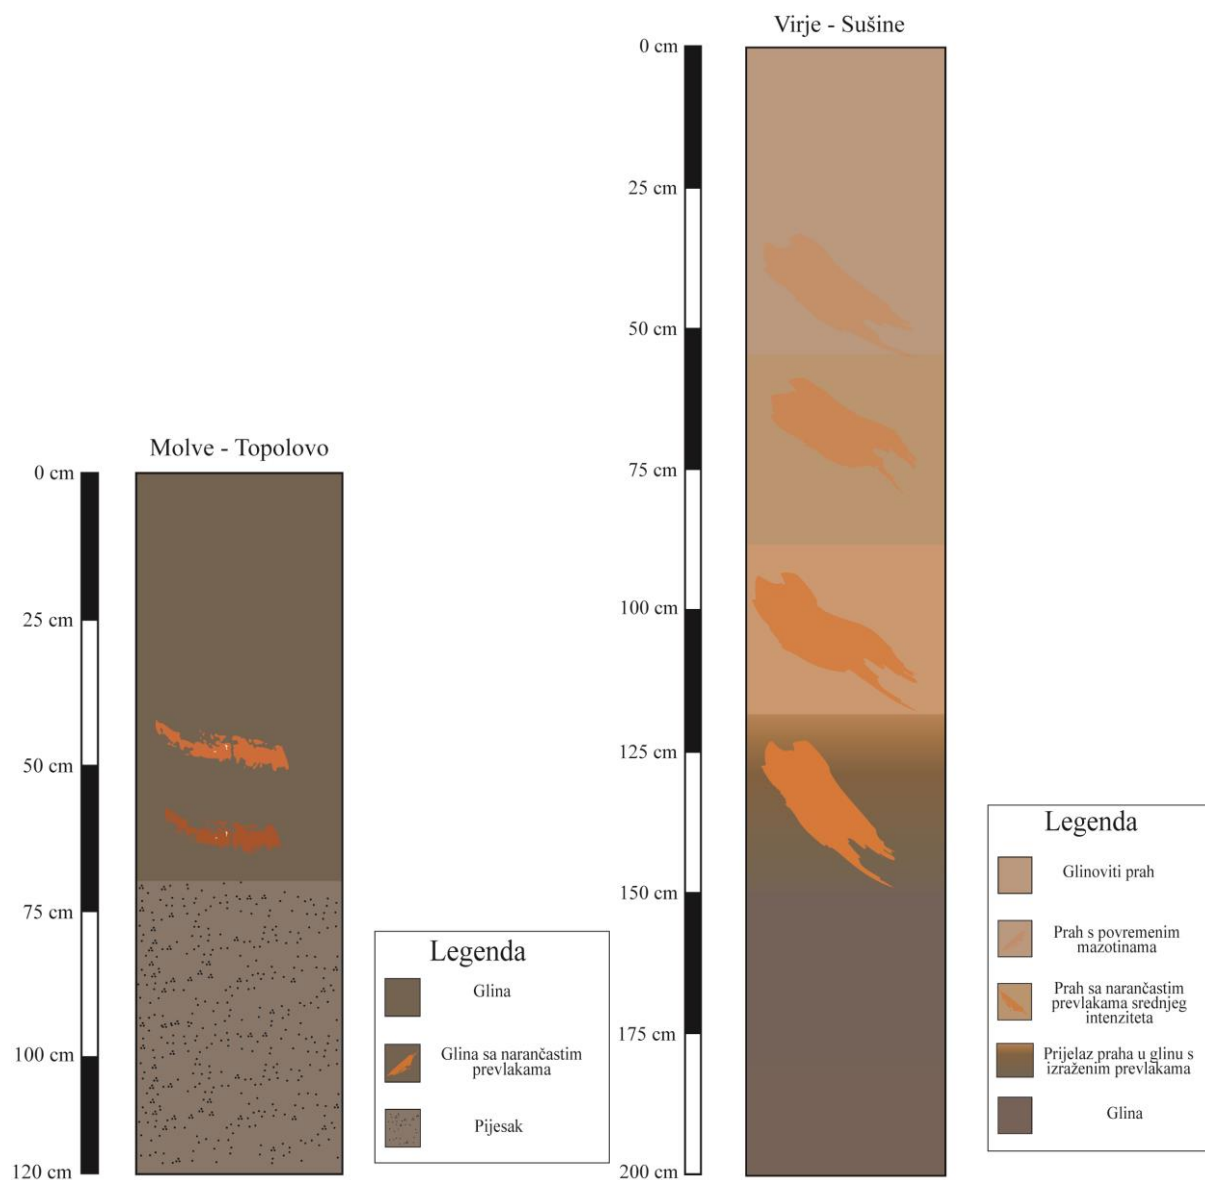 Molve - Topolovo
0 cm
25 cm
50 cm
75 cm
100 cm
120 cm
Legenda
Glina
Glina sa narančastim
prevlakama
Pijesak
Virje - Sušine
0 cm
25 cm
50 cm
75 cm
100 cm
125 cm
150 cm
175 cm
200 cm
Legenda
Glinoviti prah
Prah s povremenim
mazotinama
Prah sa narančastim
prevlakama srednjeg
intenziteta
Prijelaz praha u glinu s
izraženim prevlakama
Glina